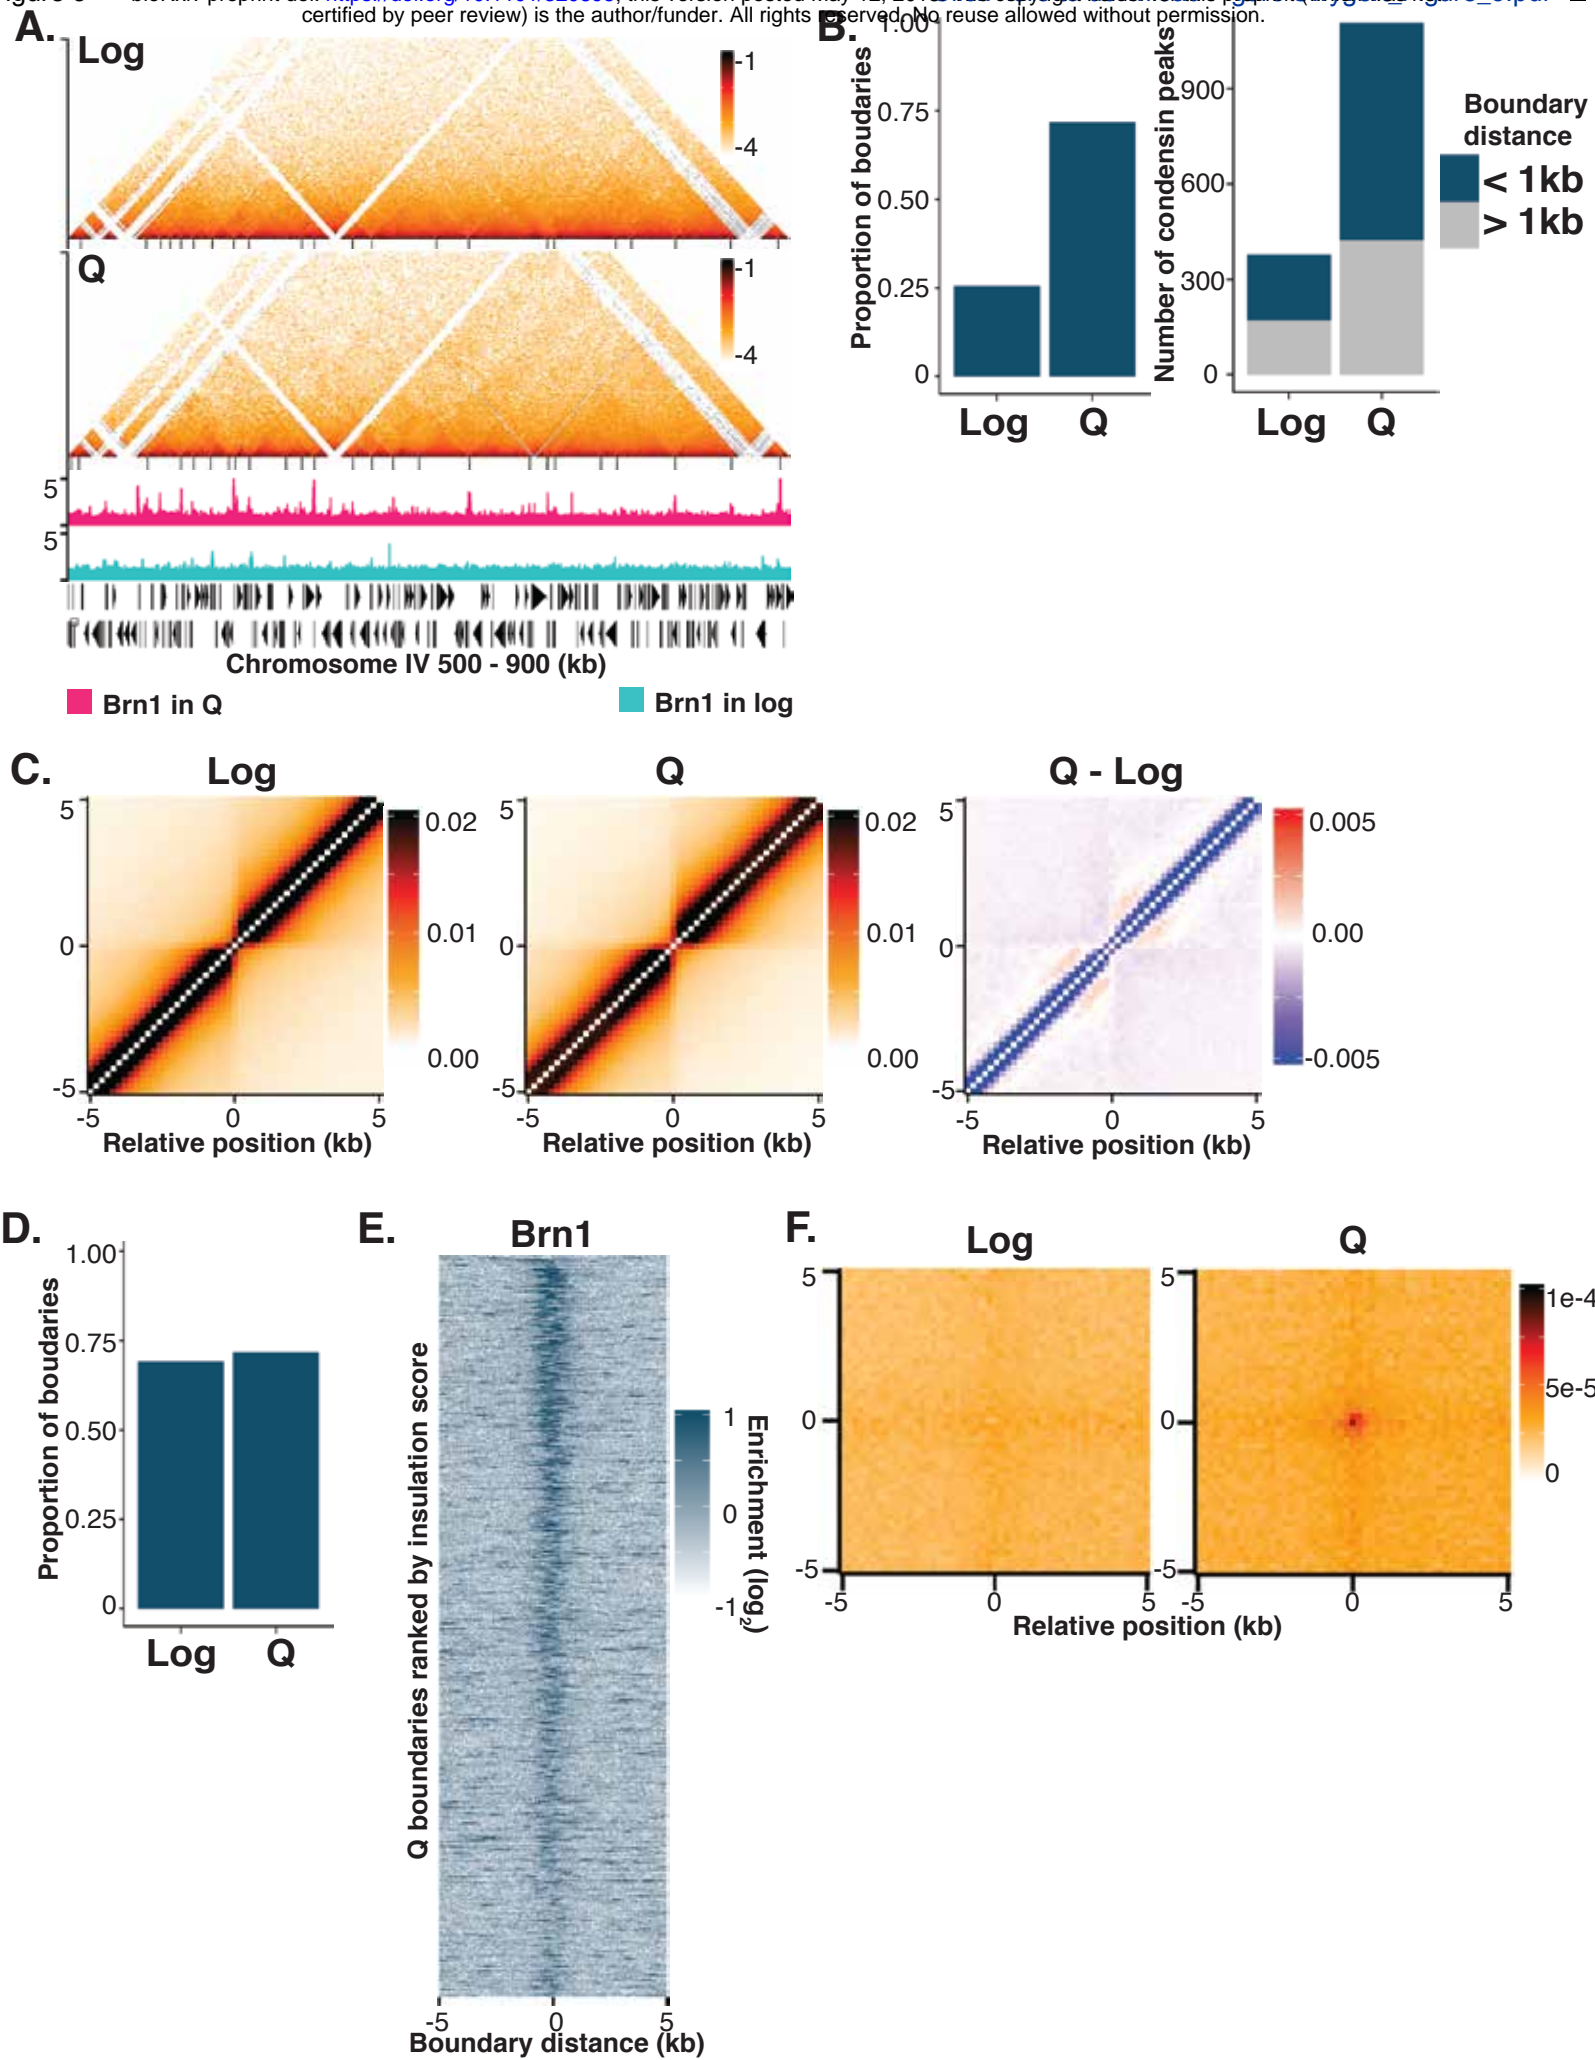 certified by peer review) is the author/funder. All rights reserved. No reuse allowed without permission.
A.
Log
-1
-4
Q
-1
-4
5
5
Chromosome IV 500 - 900 (kb)
Brn1 in Q
Brn1 in log
B.
Proportion of boudaries
1.00
0.75
0.50
0.25
0
Log
Q
Number of condensin peaks
900
600
300
0
Log
Q
Boundary
distance
< 1kb
> 1kb
C.
Log
5
0
-5
-5
0
5
Relative position (kb)
0.02
0.01
0.00
Q
5
0
-5
-5
0
5
Relative position (kb)
0.02
0.01
0.00
Q - Log
5
0
-5
-5
0
5
Relative position (kb)
0.005
0.00
-0.005
D.
Proportion of boudaries
1.00
0.75
0.50
0.25
0
Log
Q
E.
Brn1
Q boundaries ranked by insulation score
-5
0
5
Boundary distance (kb)
1
0
-1
Enrichment (log2)
F.
Log
5
0
-5
-5
0
5
Q
5
0
-5
-5
0
5
Relative position (kb)
1e-4
5e-5
0